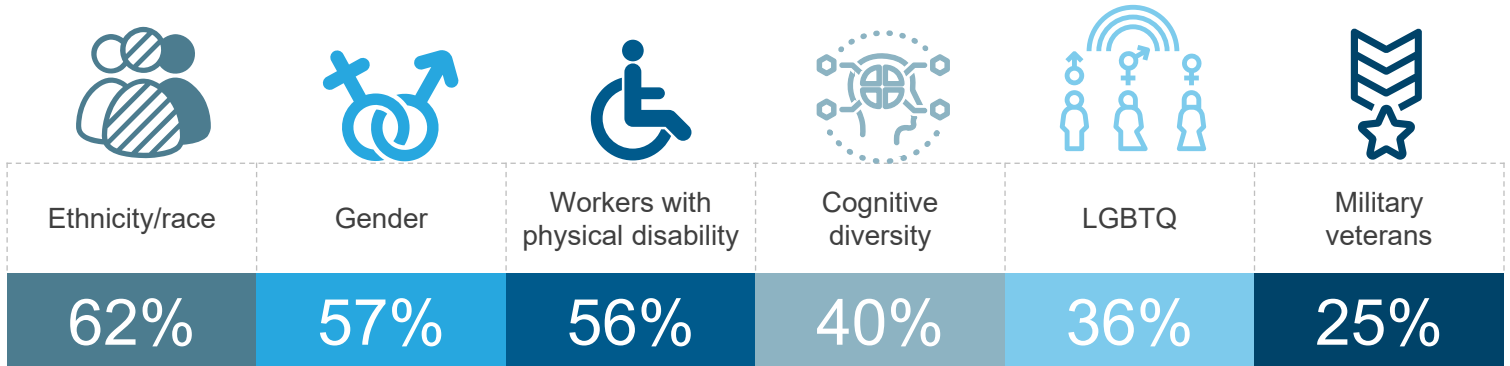 Ethnicity/race
Gender
Workers with
physical disability
Cognitive
diversity
LGBTQ
Military
veterans
62%
57%
56%
40%
36%
25%